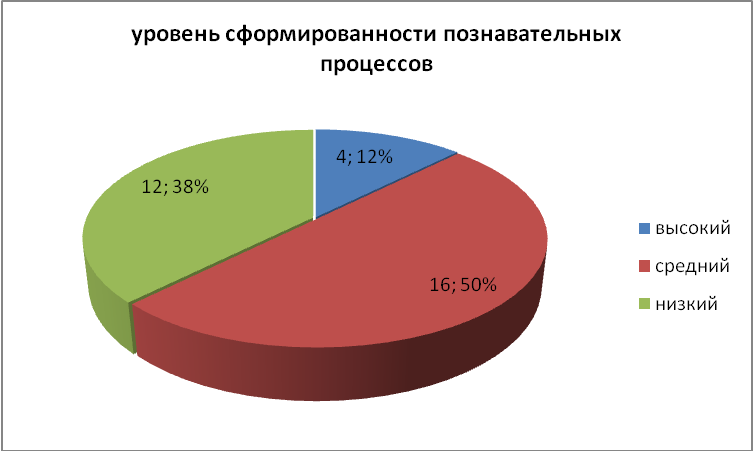 уровень сформированности познавательных
процессов
4; 12%
12; 38%
16; 50%
высокий
средний
низкий